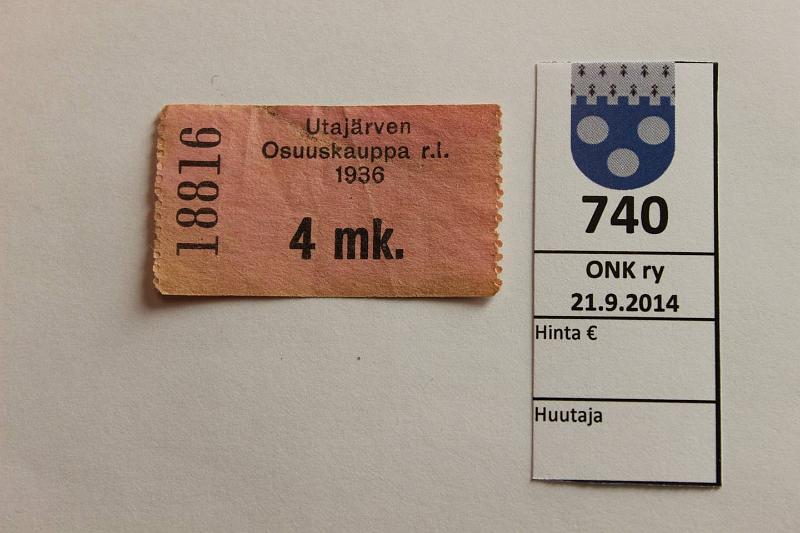 18816
Utajärven
Osuuskauppa r.l.
1936
4 mk.
740
ONK ry
21.9.2014
Hinta €
Huutaja